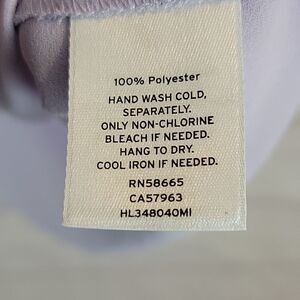 100% Polyester
HAND WASH COLD,
SEPARATELY.
ONLY NON-CHLORINE
BLEACH IF NEEDED.
HANG TO DRY.
COOL IRON IF NEEDED.
RN58665
CA57963
HL348040MI